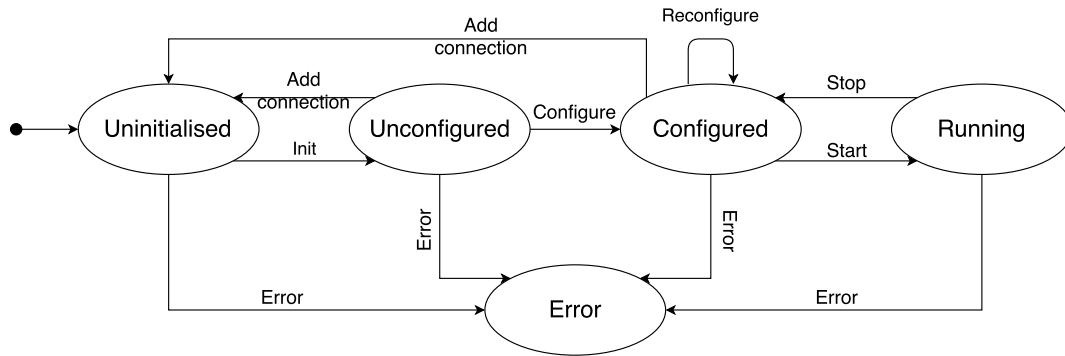 Add
connection
Reconfigure
Add
connection
Stop
Uninitialised
Unconfigured
Configure
Configured
Running
Init
Start
Error
Error
Error
Error
Error